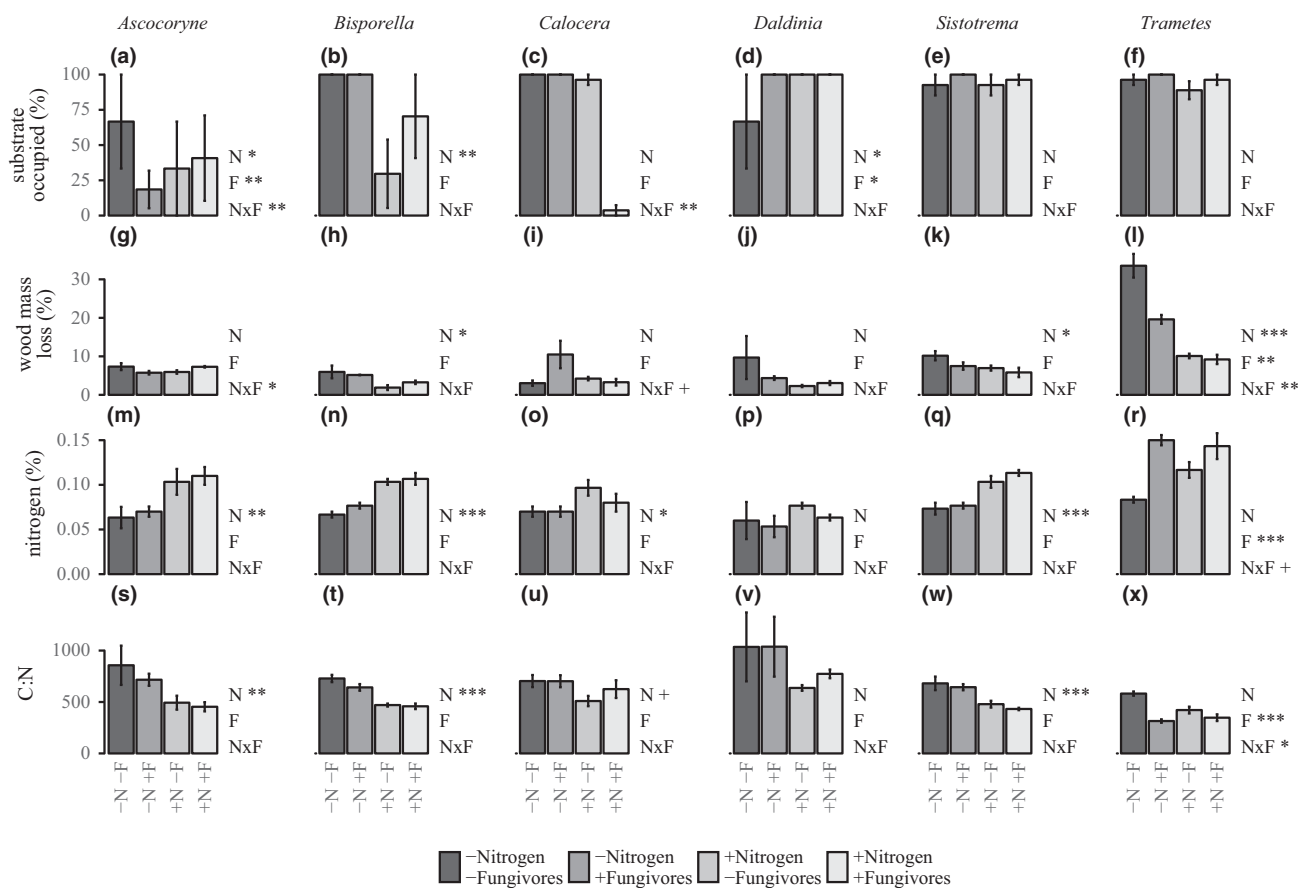 Ascocoryne Bisporella Calocera Daldinia Sistotrema Trametes
(a) (b) (c) (d) (e) (f)
substrate
occupied (%)
100
75
50
25
0
N * N ** N N * N N
F ** F F F * F F
NxF ** NxF NxF ** NxF NxF NxF
(g) (h) (i) (j) (k) (l)
wood mass
loss (%)
30
20
10
0
N N * N N N * N ***
F F F F F F **
NxF * NxF NxF + NxF NxF NxF **
(m) (n) (o) (p) (q) (r)
nitrogen (%)
0.15
0.10
0.05
0.00
N ** N *** N * N N *** N
F F F F F F ***
NxF NxF NxF NxF NxF NxF +
(s) (t) (u) (v) (w) (x)
C:N
1000
500
0
N ** N *** N + N N *** N
F F F F F F ***
NxF NxF NxF NxF NxF NxF *
−N −F −N +F +N −F +N +F −N −F −N +F +N −F +N +F −N −F −N +F +N −F +N +F −N −F −N +F +N −F +N +F −N −F −N +F +N −F +N +F −N −F −N +F +N −F +N +F
−Nitrogen −Nitrogen +Nitrogen +Nitrogen
−Fungivores +Fungivores −Fungivores +Fungivores